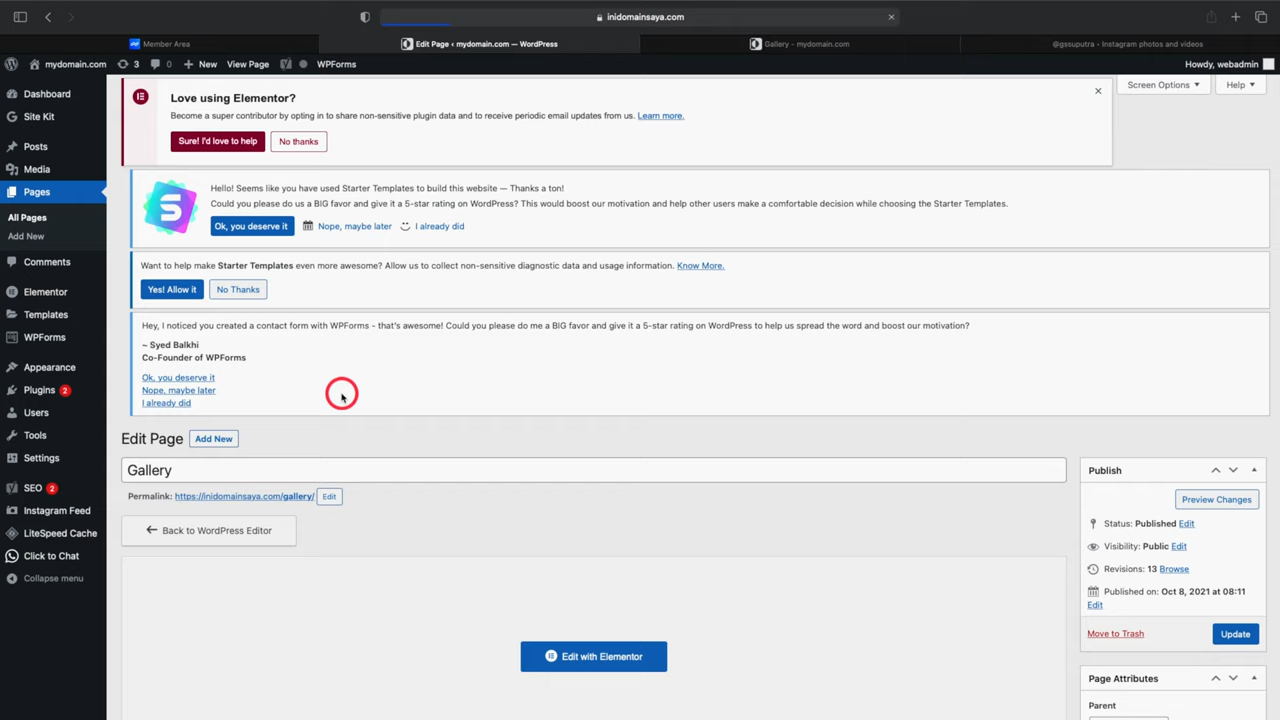 inidomainsaya.com
Member Area
Edit Page < mydomain.com — WordPress
Gallery - mydomain.com
@gssuputra • Instagram photos and videos
mydomain.com
3
0
New
View Page
WPForms
Howdy, webadmin
Dashboard
Site Kit
Posts
Media
Pages
All Pages
Add New
Comments
Elementor
Templates
WPForms
Appearance
Plugins 2
Users
Tools
Settings
SEO 2
Instagram Feed
LiteSpeed Cache
Click to Chat
Collapse menu
Screen Options
Help
Love using Elementor?
Become a super contributor by opting in to share non-sensitive plugin data and to receive periodic email updates from us. Learn more.
Sure! I'd love to help
No thanks
S
Hello! Seems like you have used Starter Templates to build this website — Thanks a ton!
Could you please do us a BIG favor and give it a 5-star rating on WordPress? This would boost our motivation and help other users make a comfortable decision while choosing the Starter Templates.
Ok, you deserve it
Nope, maybe later
I already did
Want to help make Starter Templates even more awesome? Allow us to collect non-sensitive diagnostic data and usage information. Know More.
Yes! Allow it
No Thanks
Hey, I noticed you created a contact form with WPForms - that's awesome! Could you please do me a BIG favor and give it a 5-star rating on WordPress to help us spread the word and boost our motivation?
~ Syed Balkhi
Co-Founder of WPForms
Ok, you deserve it
Nope, maybe later
I already did
Edit Page
Add New
Gallery
Permalink: https://inidomainsaya.com/gallery/ Edit
Back to WordPress Editor
Edit with Elementor
Publish
Preview Changes
Status: Published Edit
Visibility: Public Edit
Revisions: 13 Browse
Published on: Oct 8, 2021 at 08:11
Edit
Move to Trash
Update
Page Attributes
Parent